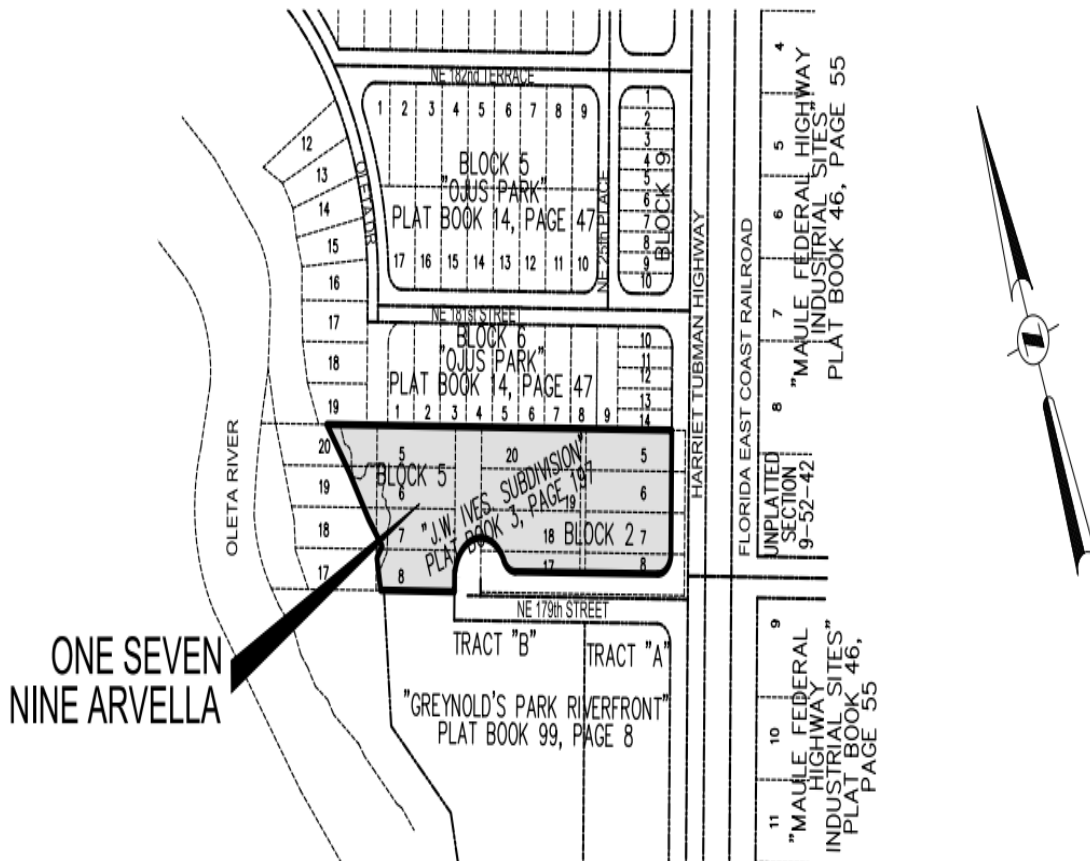 NE 182nd TERRACE
1 2 3 4 5 6 7 8 9
BLOCK 5
"OJUS PARK"
PLAT BOOK 14, PAGE 47
17 16 15 14 13 12 11 10
NE 25th PLACE
1
2
3
4
5
6
7
8
9
10
BLOCK 9
12
13
14
15
16
17
18
19
20
19
18
17
OLETA DR
NE 181st STREET
BLOCK 6
"OJUS PARK"
PLAT BOOK 14, PAGE 47
1 2 3 4 5 6 7 8 9
10
11
12
13
14
OLETA RIVER
5
6
7
8
BLOCK 5
20
19
18
17
"J.W. IVES SUBDIVISION"
PLAT BOOK 3, PAGE 197
BLOCK 2
5
6
7
8
HARRIET TUBMAN HIGHWAY
FLORIDA EAST COAST RAILROAD
4
5
6
7
8
"MAULE FEDERAL HIGHWAY
INDUSTRIAL SITES"
PLAT BOOK 46, PAGE 55
UNPLATTED
SECTION
9-52-42
NE 179th STREET
TRACT "B"
TRACT "A"
"GREYNOLD'S PARK RIVERFRONT"
PLAT BOOK 99, PAGE 8
ONE SEVEN
NINE ARVELLA
9
10
11
"MAULE FEDERAL
HIGHWAY
INDUSTRIAL SITES"
PLAT BOOK 46,
PAGE 55
N